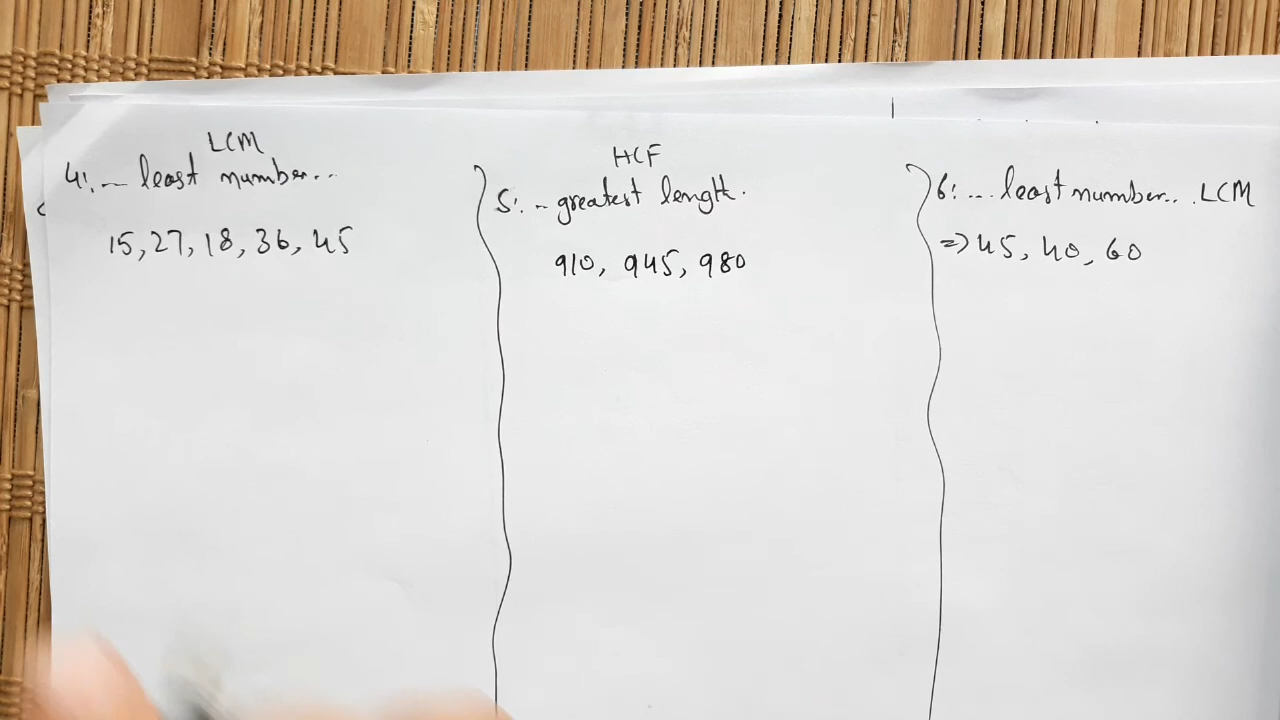 LCM
4:- least number...
15, 27, 18, 36, 45
HCF
5:- greatest length.
910, 945, 980
6:... least number... LCM
=> 45, 40, 60